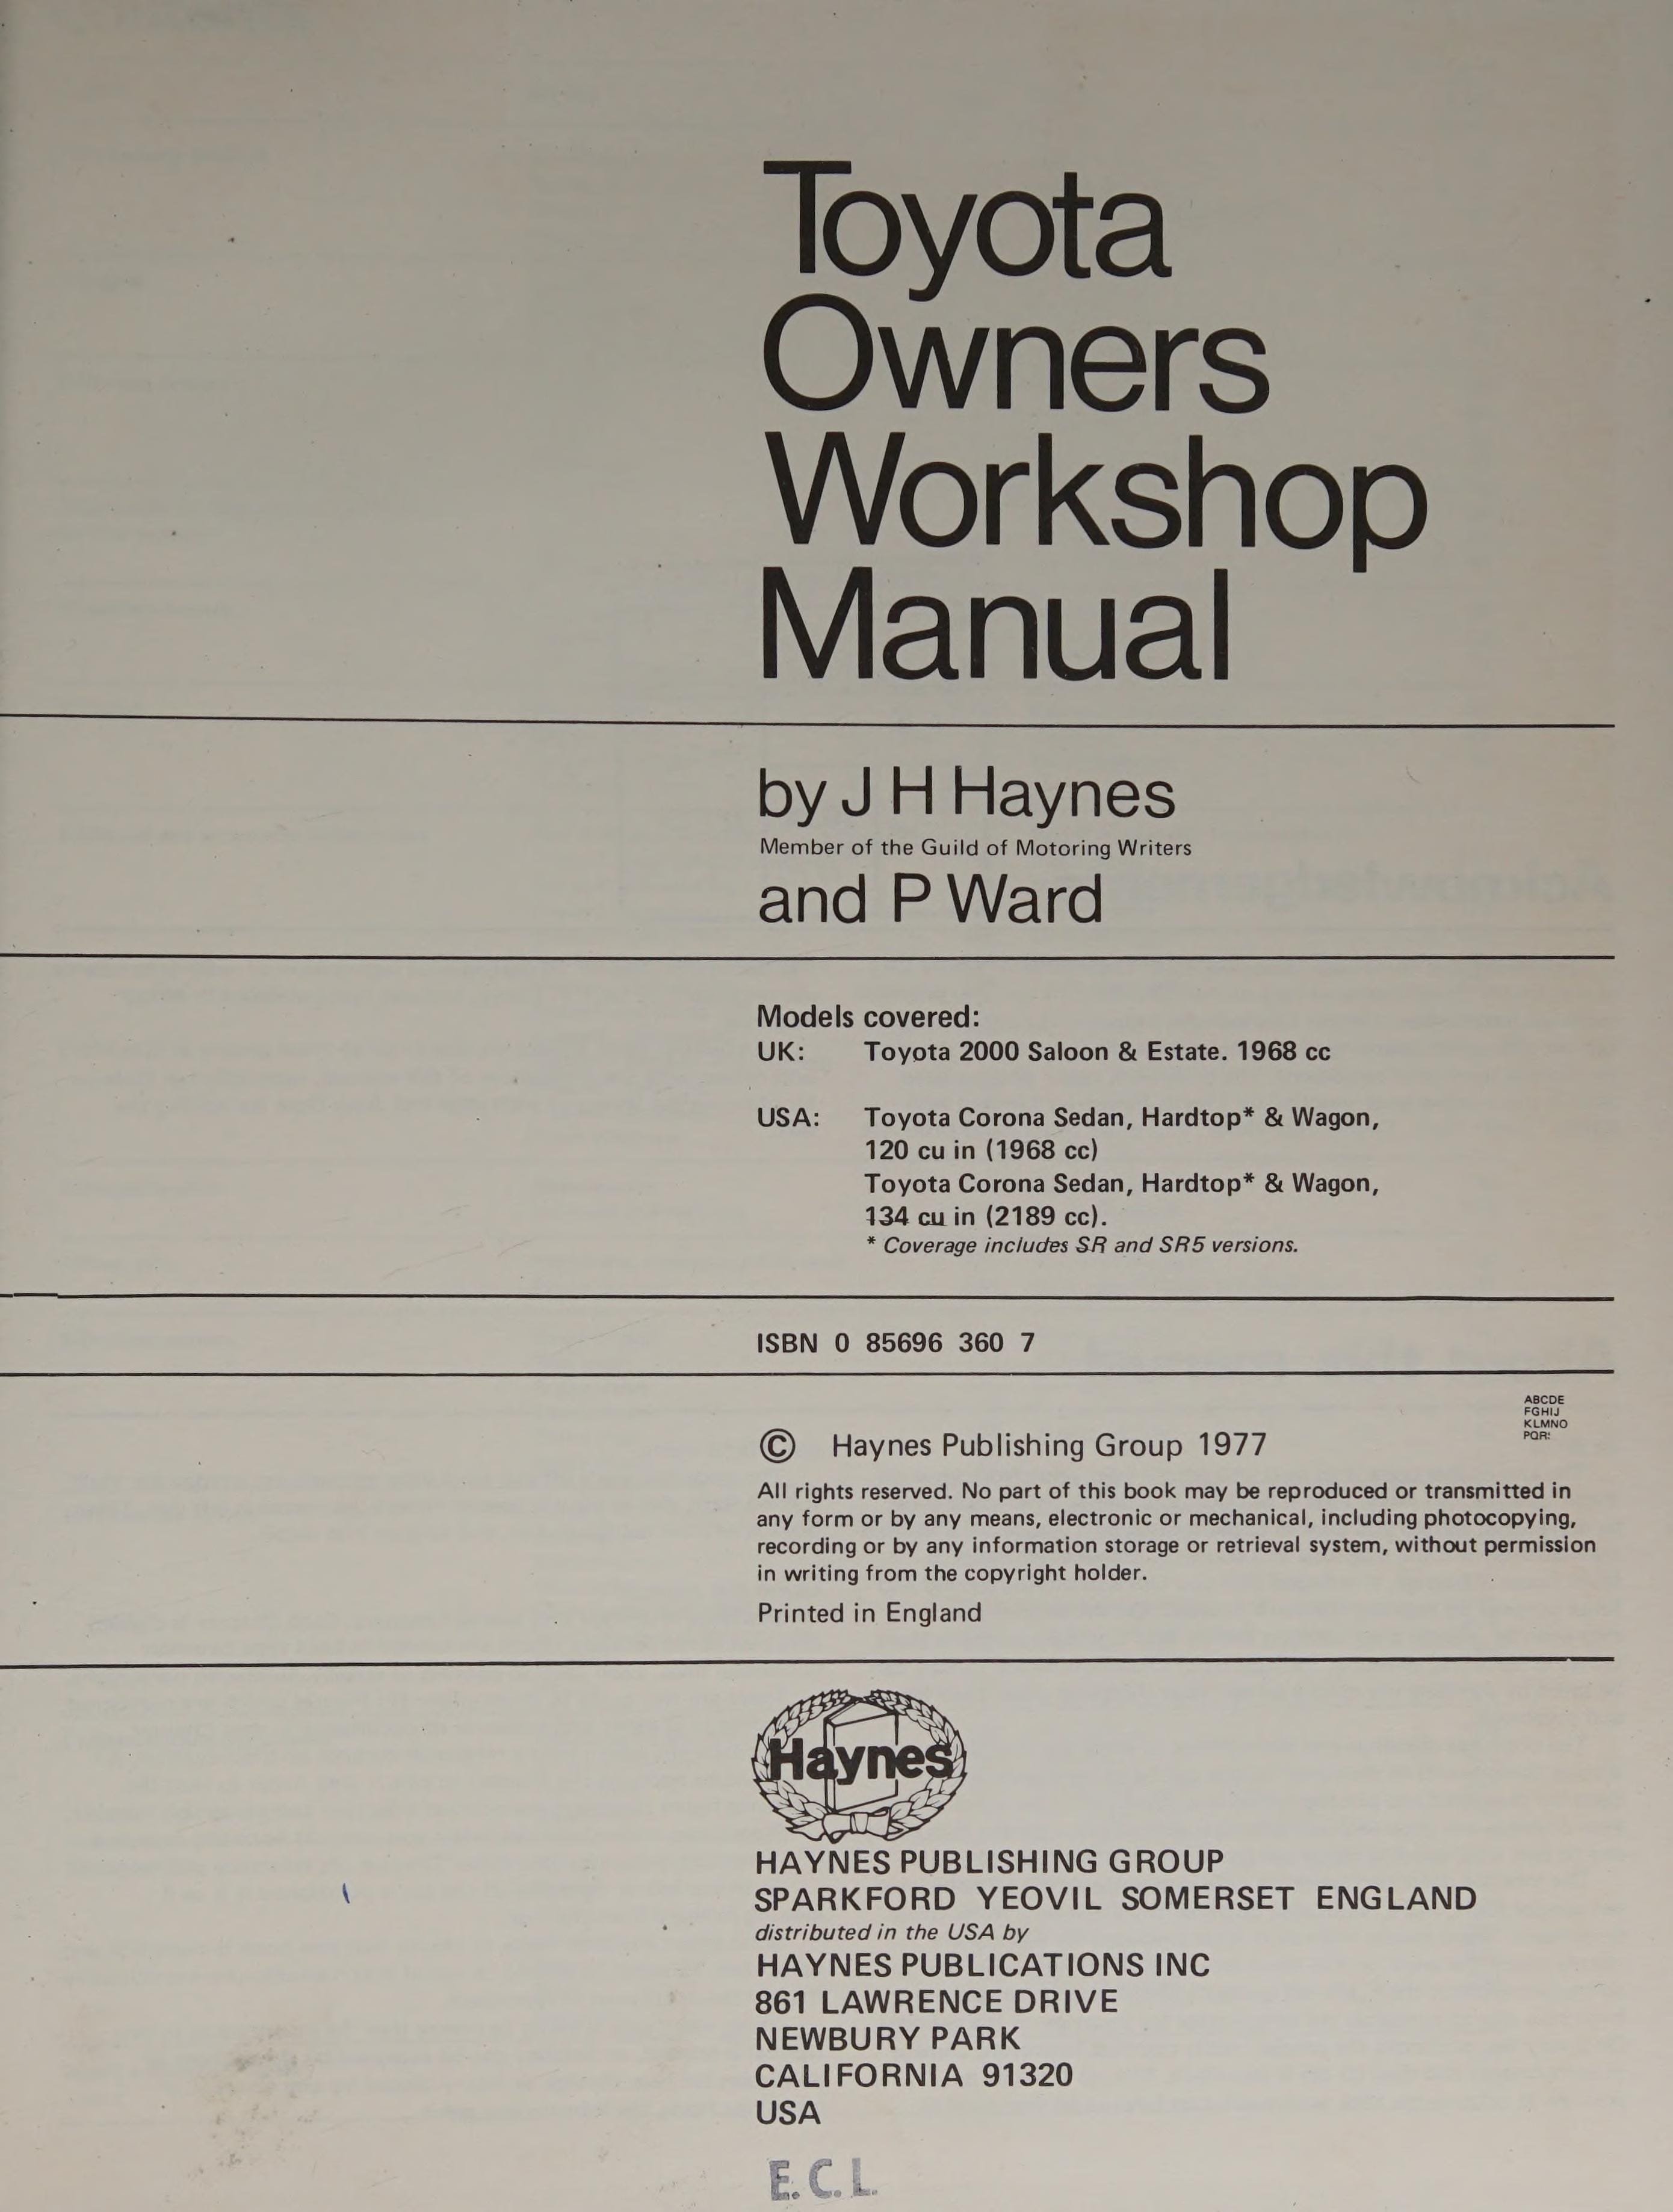 Toyota
Owners
Workshop
Manual
by J H Haynes
Member of the Guild of Motoring Writers
and P Ward
Models covered:
UK: Toyota 2000 Saloon & Estate. 1968 cc
USA: Toyota Corona Sedan, Hardtop* & Wagon,
120 cu in (1968 cc)
Toyota Corona Sedan, Hardtop* & Wagon,
134 cu in (2189 cc).
* Coverage includes SR and SR5 versions.
ISBN 0 85696 360 7
ABCDE
FGHIJ
KLMNO
PQR
© Haynes Publishing Group 1977
All rights reserved. No part of this book may be reproduced or transmitted in
any form or by any means, electronic or mechanical, including photocopying,
recording or by any information storage or retrieval system, without permission
in writing from the copyright holder.
Printed in England
Haynes
HAYNES PUBLISHING GROUP
SPARKFORD YEOVIL SOMERSET ENGLAND
distributed in the USA by
HAYNES PUBLICATIONS INC
861 LAWRENCE DRIVE
NEWBURY PARK
CALIFORNIA 91320
USA
E.C.L.